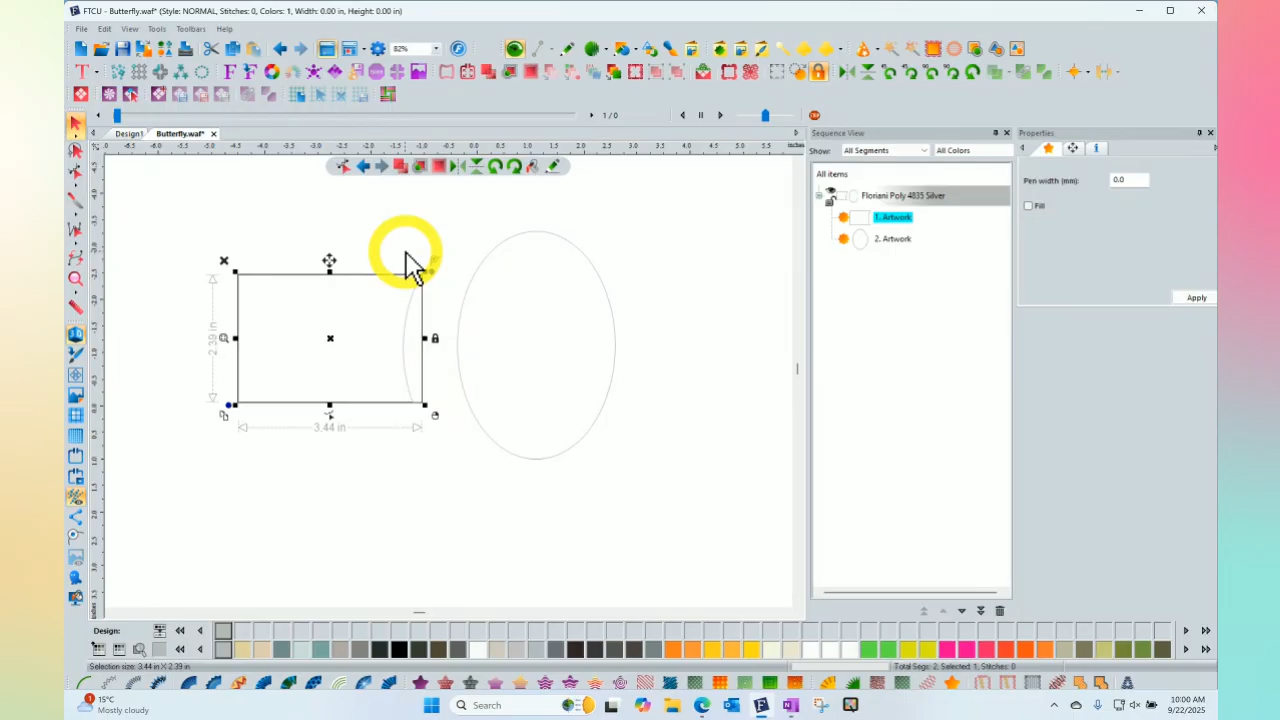 FTCU - Butterfly.waf* (Style: NORMAL, Stitches: 0, Colors: 1, Width: 0.00 in, Height: 0.00 in)
File Edit View Tools Toolbars Help
82%
1 / 0
Design1 Butterfly.waf*
inches
Sequence View
Show: All Segments All Colors
All items
Floriani Poly 4835 Silver
1. Artwork
2. Artwork
Properties
Pen width (mm): 0.0
Fill
Apply
2.39 in
3.44 in
Design:
Selection size: 3.44 in X 2.39 in
Total Segs: 2, Selected: 1, Stitches: 0
15°C
Mostly cloudy
Search
10:00 AM
9/22/2025